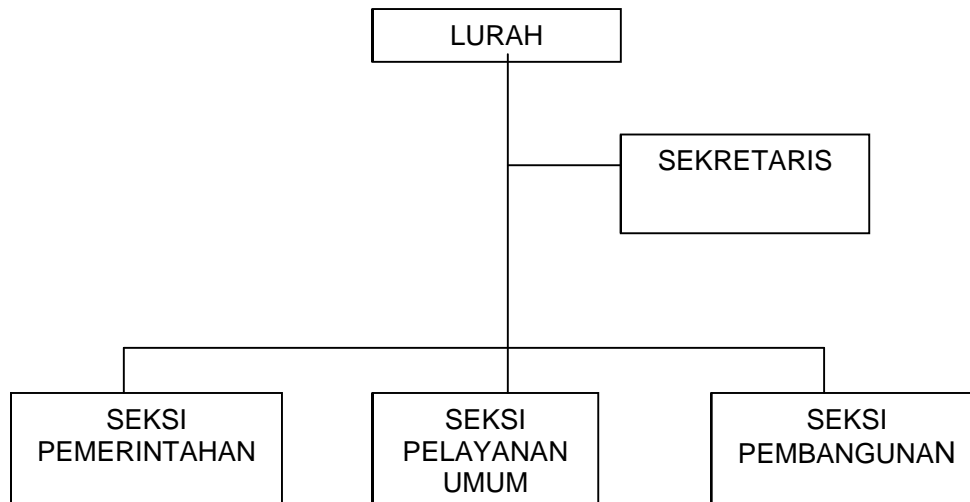 LURAH
SEKRETARIS
SEKSI
PEMERINTAHAN
SEKSI
PELAYANAN
UMUM
SEKSI
PEMBANGUNAN